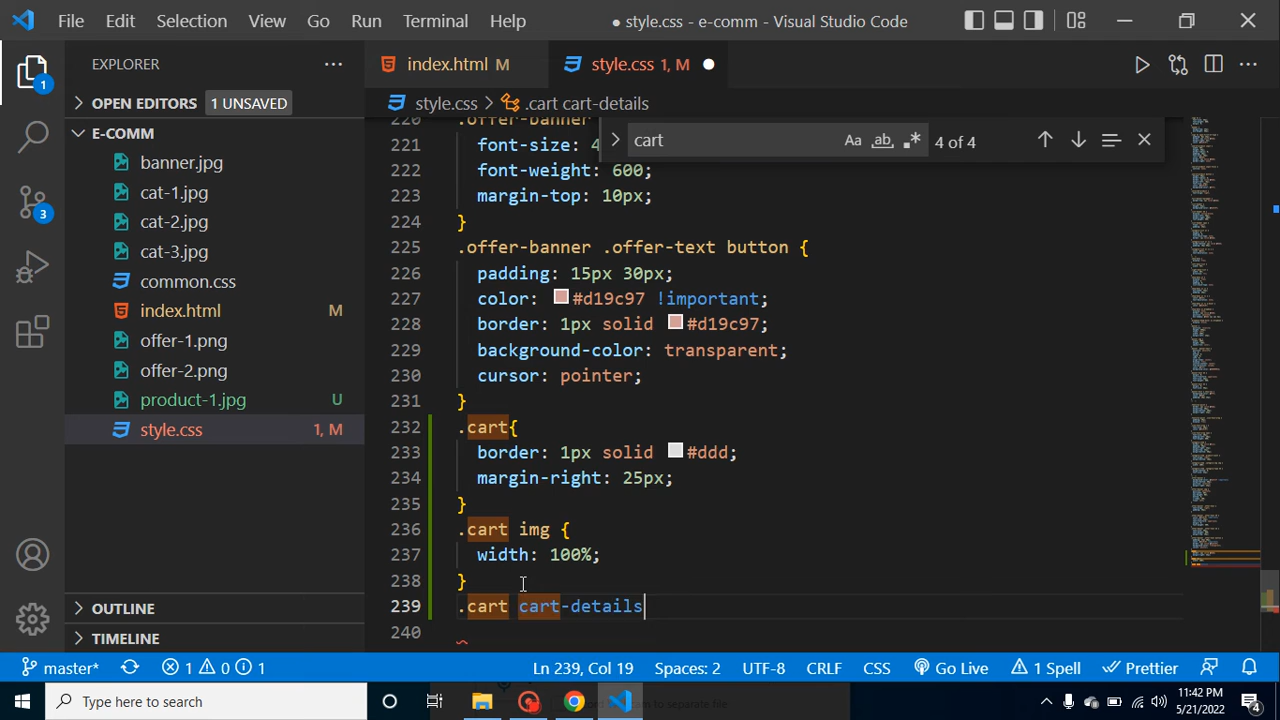 File Edit Selection View Go Run Terminal Help
● style.css - e-comm - Visual Studio Code
EXPLORER
index.html M
style.css 1, M
OPEN EDITORS 1 UNSAVED
style.css > .cart cart-details
E-COMM
banner.jpg
cat-1.jpg
cat-2.jpg
cat-3.jpg
common.css
index.html M
offer-1.png
offer-2.png
product-1.jpg U
style.css 1, M
OUTLINE
TIMELINE
1
3
cart Aa ab 4 of 4
220 .offer-banner
221 font-size: 4
222 font-weight: 600;
223 margin-top: 10px;
224 }
225 .offer-banner .offer-text button {
226 padding: 15px 30px;
227 color: #d19c97 !important;
228 border: 1px solid #d19c97;
229 background-color: transparent;
230 cursor: pointer;
231 }
232 .cart{
233 border: 1px solid #ddd;
234 margin-right: 25px;
235 }
236 .cart img {
237 width: 100%;
238 }
239 .cart cart-details
240
master* 1 0 1 Ln 239, Col 19 Spaces: 2 UTF-8 CRLF CSS Go Live 1 Spell Prettier
Type here to search
11:42 PM
5/21/2022
4